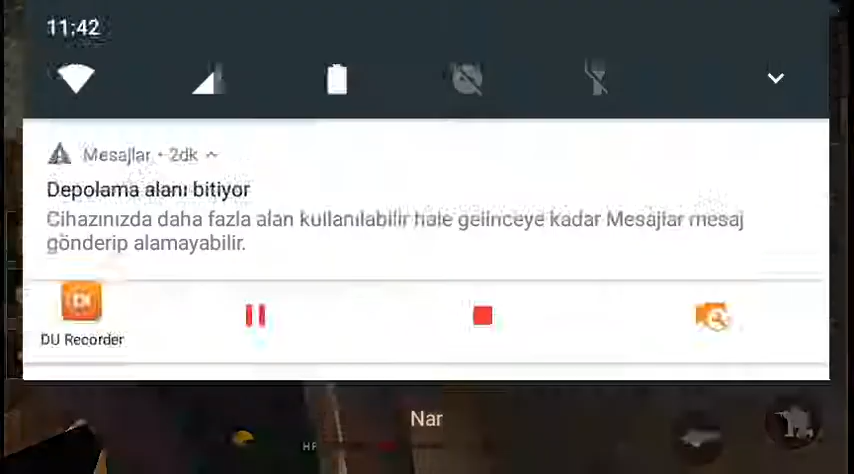 11:42
Mesajlar • 2dk
Depolama alanı bitiyor
Cihazınızda daha fazla alan kullanılabilir hale gelinceye kadar Mesajlar mesaj
gönderip alamayabilir.
DU Recorder
Nar